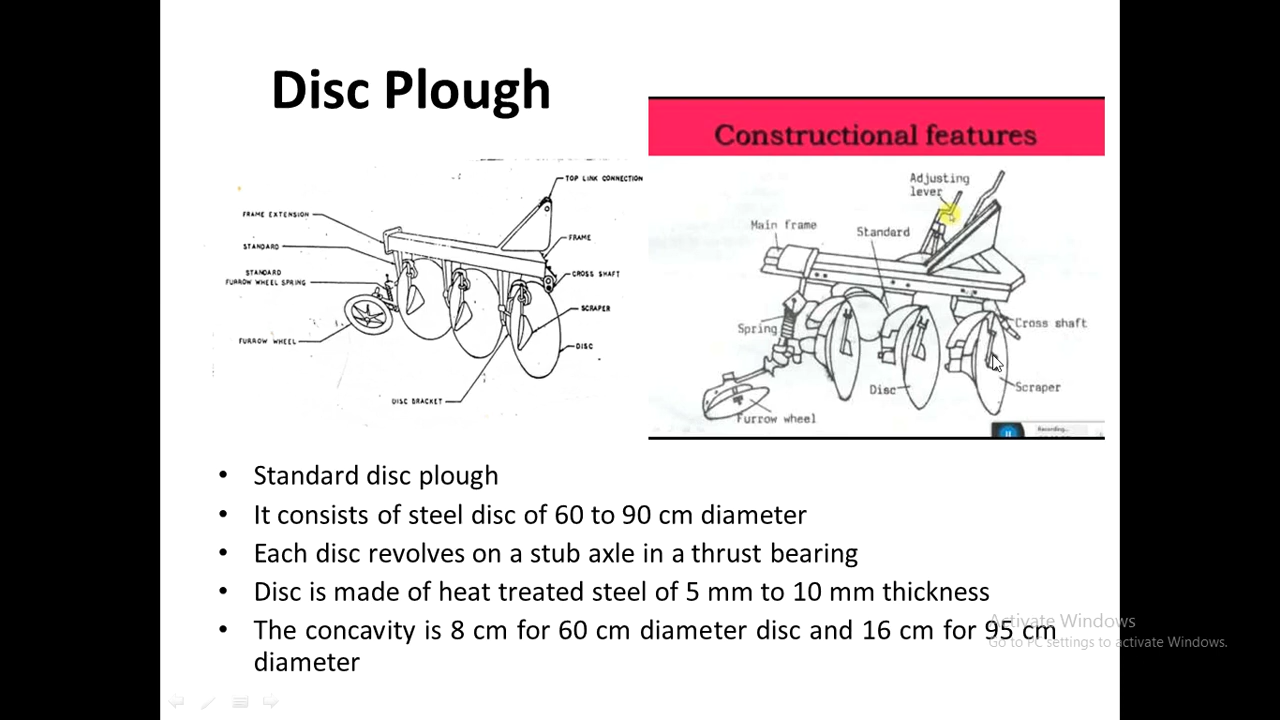 Disc Plough
TOP LINK CONNECTION
FRAME EXTENSION
FRAME
STANDARD
CROSS SHAFT
STANDARD
FURROW WHEEL SPRING
SCRAPER
FURROW WHEEL
DISC
DISC BRACKET
Constructional features
Adjusting
lever
Main frame
Standard
Spring
Cross shaft
Disc
Scraper
Furrow wheel
Recording...
• Standard disc plough
• It consists of steel disc of 60 to 90 cm diameter
• Each disc revolves on a stub axle in a thrust bearing
• Disc is made of heat treated steel of 5 mm to 10 mm thickness
• The concavity is 8 cm for 60 cm diameter disc and 16 cm for 95 cm
diameter
Activate Windows
Go to PC settings to activate Windows.